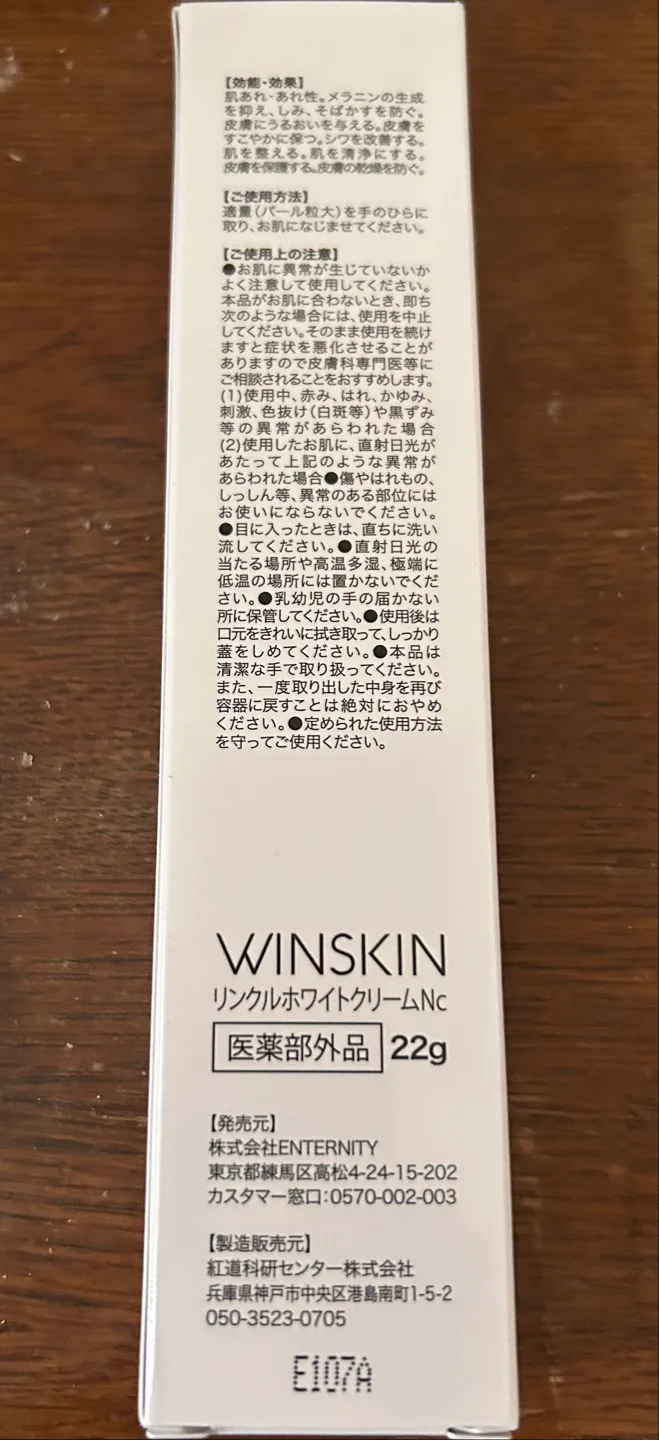 【効能・効果】
肌あれ・あれ性。メラニンの生成
を抑え、しみ、そばかすを防ぐ。
皮膚にうるおいを与える。皮膚を
すこやかに保つ。シワを改善する。
肌を整える。肌を清浄にする。
皮膚を保護する。皮膚の乾燥を防ぐ。
【ご使用方法】
適量（パール粒大）を手のひらに
取り、お肌になじませてください。
【ご使用上の注意】
●お肌に異常が生じていないか
よく注意して使用してください。
本品がお肌に合わないとき、即ち
次のような場合には、使用を中止
してください。そのまま使用を続け
ますと症状を悪化させることが
ありますので皮膚科専門医等に
ご相談されることをおすすめします。
(1)使用中、赤み、はれ、かゆみ、
刺激、色抜け(白斑等)や黒ずみ
等の異常があらわれた場合
(2)使用したお肌に、直射日光が
あたって上記のような異常が
あらわれた場合●傷やはれもの、
しっしん等、異常のある部位には
お使いにならないでください。
●目に入ったときは、直ちに洗い
流してください。●直射日光の
当たる場所や高温多湿、極端に
低温の場所には置かないでくだ
さい。●乳幼児の手の届かない
所に保管してください。●使用後は
口元をきれいに拭き取って、しっかり
蓋をしめてください。●本品は
清潔な手で取り扱ってください。
また、一度取り出した中身を再び
容器に戻すことは絶対におやめ
ください。●定められた使用方法
を守ってご使用ください。
WINSKIN
リンクルホワイトクリームNc
医薬部外品 22g
【発売元】
株式会社ENTERNITY
東京都練馬区高松4-24-15-202
カスタマー窓口：0570-002-003
【製造販売元】
紅道科研センター株式会社
兵庫県神戸市中央区港島南町1-5-2
050-3523-0705
E107A